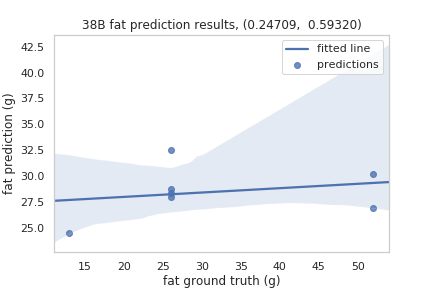 38B fat prediction results, (0.24709,  0.59320)
fitted line
predictions
fat prediction (g)
42.5
40.0
37.5
35.0
32.5
30.0
27.5
25.0
15 20 25 30 35 40 45 50
fat ground truth (g)